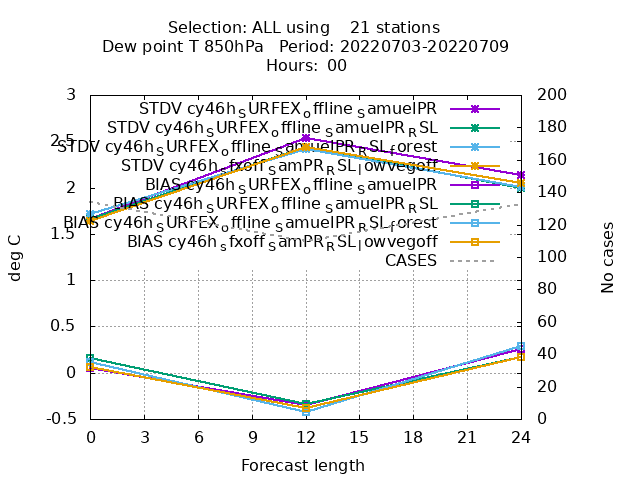 Selection: ALL using    21 stations
Dew point T 850hPa   Period: 20220703-20220709
Hours:  00
deg C
No cases
3
2.5
2
1.5
1
0.5
0
-0.5
200
180
160
140
120
100
80
60
40
20
0
STDV cy46h_SURFEX_offline_SamuelPR
STDV cy46h_SURFEX_offline_SamuelPR_RSL
STDV cy46h_SURFEX_offline_SamuelPR_RSL_forest
STDV cy46h_sfxoff_SamPR_RSL_lowvegoff
BIAS cy46h_SURFEX_offline_SamuelPR
BIAS cy46h_SURFEX_offline_SamuelPR_RSL
BIAS cy46h_SURFEX_offline_SamuelPR_RSL_forest
BIAS cy46h_sfxoff_SamPR_RSL_lowvegoff
CASES
0 3 6 9 12 15 18 21 24
Forecast length